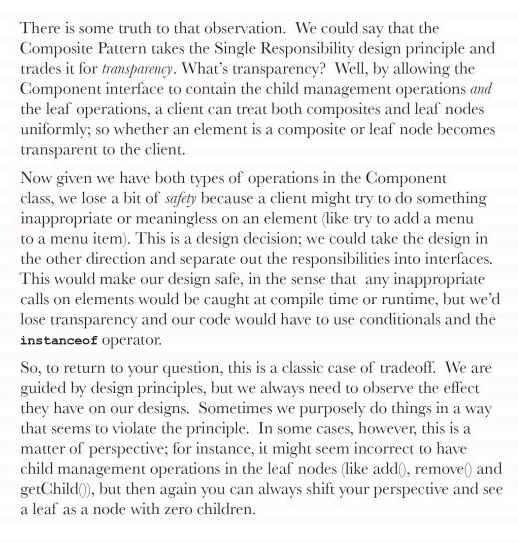 There is some truth to that observation. We could say that the
Composite Pattern takes the Single Responsibility design principle and
trades it for transparency. What's transparency? Well, by allowing the
Component interface to contain the child management operations and
the leaf operations, a client can treat both composites and leaf nodes
uniformly; so whether an element is a composite or leaf node becomes
transparent to the client.
Now given we have both types of operations in the Component
class, we lose a bit of safety because a client might try to do something
inappropriate or meaningless on an element (like try to add a menu
to a menu item). This is a design decision; we could take the design in
the other direction and separate out the responsibilities into interfaces.
This would make our design safe, in the sense that any inappropriate
calls on elements would be caught at compile time or runtime, but we'd
lose transparency and our code would have to use conditionals and the
instanceof operator.
So, to return to your question, this is a classic case of tradeoff. We are
guided by design principles, but we always need to observe the effect
they have on our designs. Sometimes we purposely do things in a way
that seems to violate the principle. In some cases, however, this is a
matter of perspective; for instance, it might seem incorrect to have
child management operations in the leaf nodes (like add(), remove() and
getChild()), but then again you can always shift your perspective and see
a leaf as a node with zero children.